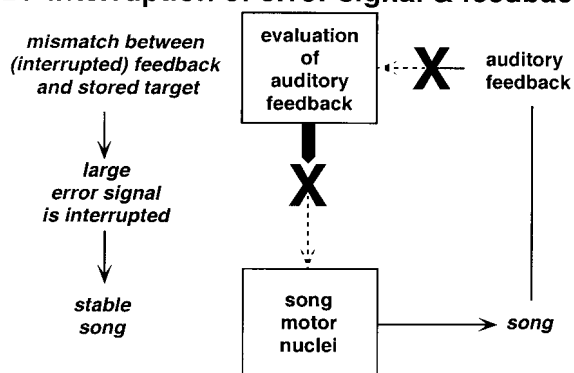 interruption of error signal & feedback
mismatch between
(interrupted) feedback
and stored target
large
error signal
is interrupted
stable
song
evaluation
of
auditory
feedback
X
auditory
feedback
X
song
motor
nuclei
song